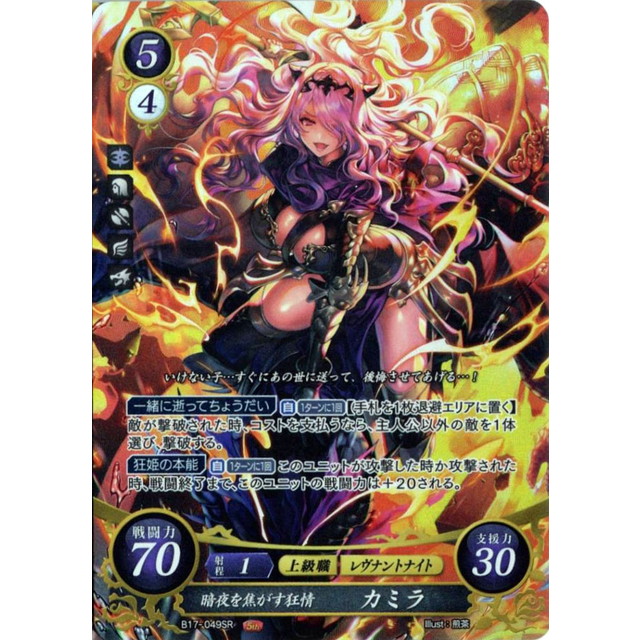 5
4
いけない子…すぐにあの世に送って、後悔させてあげる…！
一緒に逝ってちょうだい 自 1ターンに1回 【手札を1枚退避エリアに置く】
敵が撃破された時、コストを支払うなら、主人公以外の敵を1体
選び、撃破する。
狂姫の本能 自 1ターンに1回 このユニットが攻撃した時か攻撃された
時、戦闘終了まで、このユニットの戦闘力は＋20される。
戦闘力 70 射程 1 上級職 レヴナントナイト 支援力 30
暗夜を焦がす狂情 カミラ
B17-049SR 5th Illust：煎茶